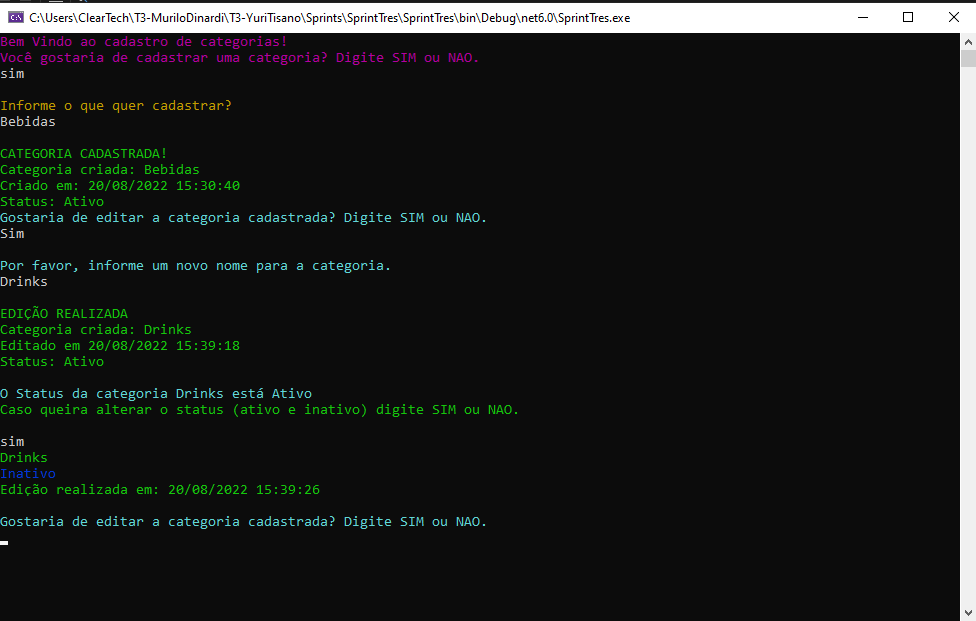 C:\Users\ClearTech\T3-MuriloDinardi\T3-YuriTisano\Sprints\SprintTres\SprintTres\bin\Debug\net6.0\SprintTres.exe
Bem Vindo ao cadastro de categorias!
Você gostaria de cadastrar uma categoria? Digite SIM ou NAO.
sim
Informe o que quer cadastrar?
Bebidas
CATEGORIA CADASTRADA!
Categoria criada: Bebidas
Criado em: 20/08/2022 15:30:40
Status: Ativo
Gostaria de editar a categoria cadastrada? Digite SIM ou NAO.
Sim
Por favor, informe um novo nome para a categoria.
Drinks
EDIÇÃO REALIZADA
Categoria criada: Drinks
Editado em 20/08/2022 15:39:18
Status: Ativo
O Status da categoria Drinks está Ativo
Caso queira alterar o status (ativo e inativo) digite SIM ou NAO.
sim
Drinks
Inativo
Edição realizada em: 20/08/2022 15:39:26
Gostaria de editar a categoria cadastrada? Digite SIM ou NAO.